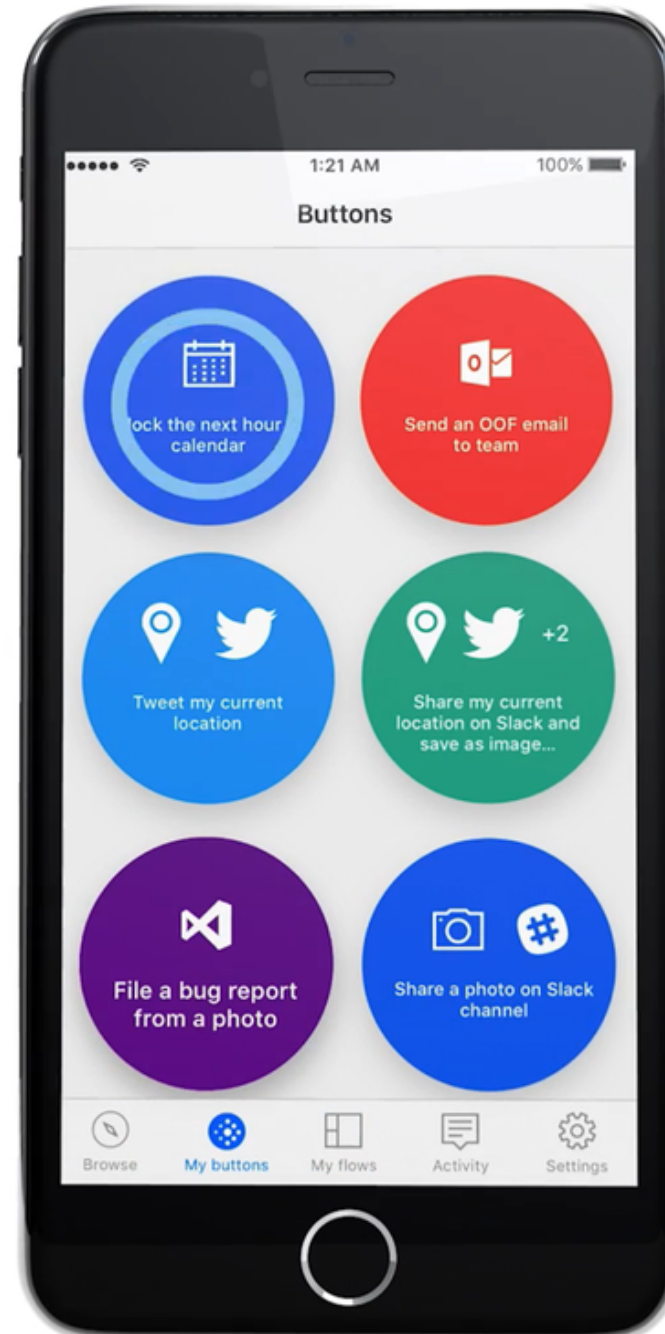 1:21 AM
100%
Buttons
lock the next hour
calendar
Send an OOF email
to team
Tweet my current
location
+2
Share my current
location on Slack and
save as image...
File a bug report
from a photo
Share a photo on Slack
channel
Browse
My buttons
My flows
Activity
Settings